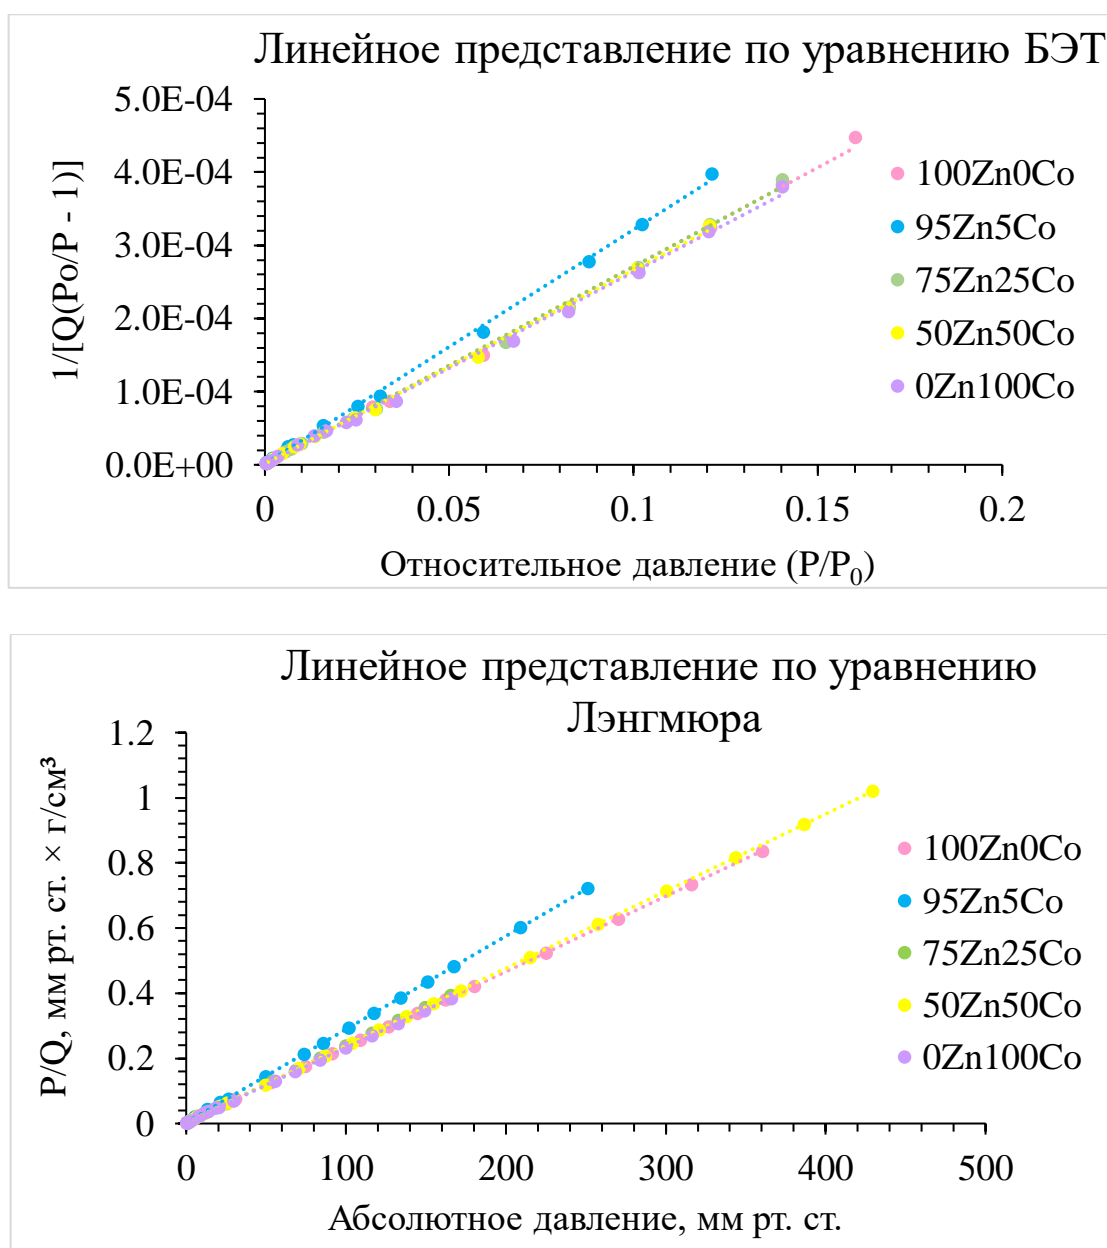 Линейное представление по уравнению БЭТ
1/[Q(Po/P - 1)]
5.0E-04
4.0E-04
3.0E-04
2.0E-04
1.0E-04
0.0E+00
0 0.05 0.1 0.15 0.2
Относительное давление (P/P₀)
100Zn0Co
95Zn5Co
75Zn25Co
50Zn50Co
0Zn100Co
Линейное представление по уравнению
Лэнгмюра
P/Q, мм рт. ст. × г/см³
1.2
1
0.8
0.6
0.4
0.2
0
0 100 200 300 400 500
Абсолютное давление, мм рт. ст.
100Zn0Co
95Zn5Co
75Zn25Co
50Zn50Co
0Zn100Co